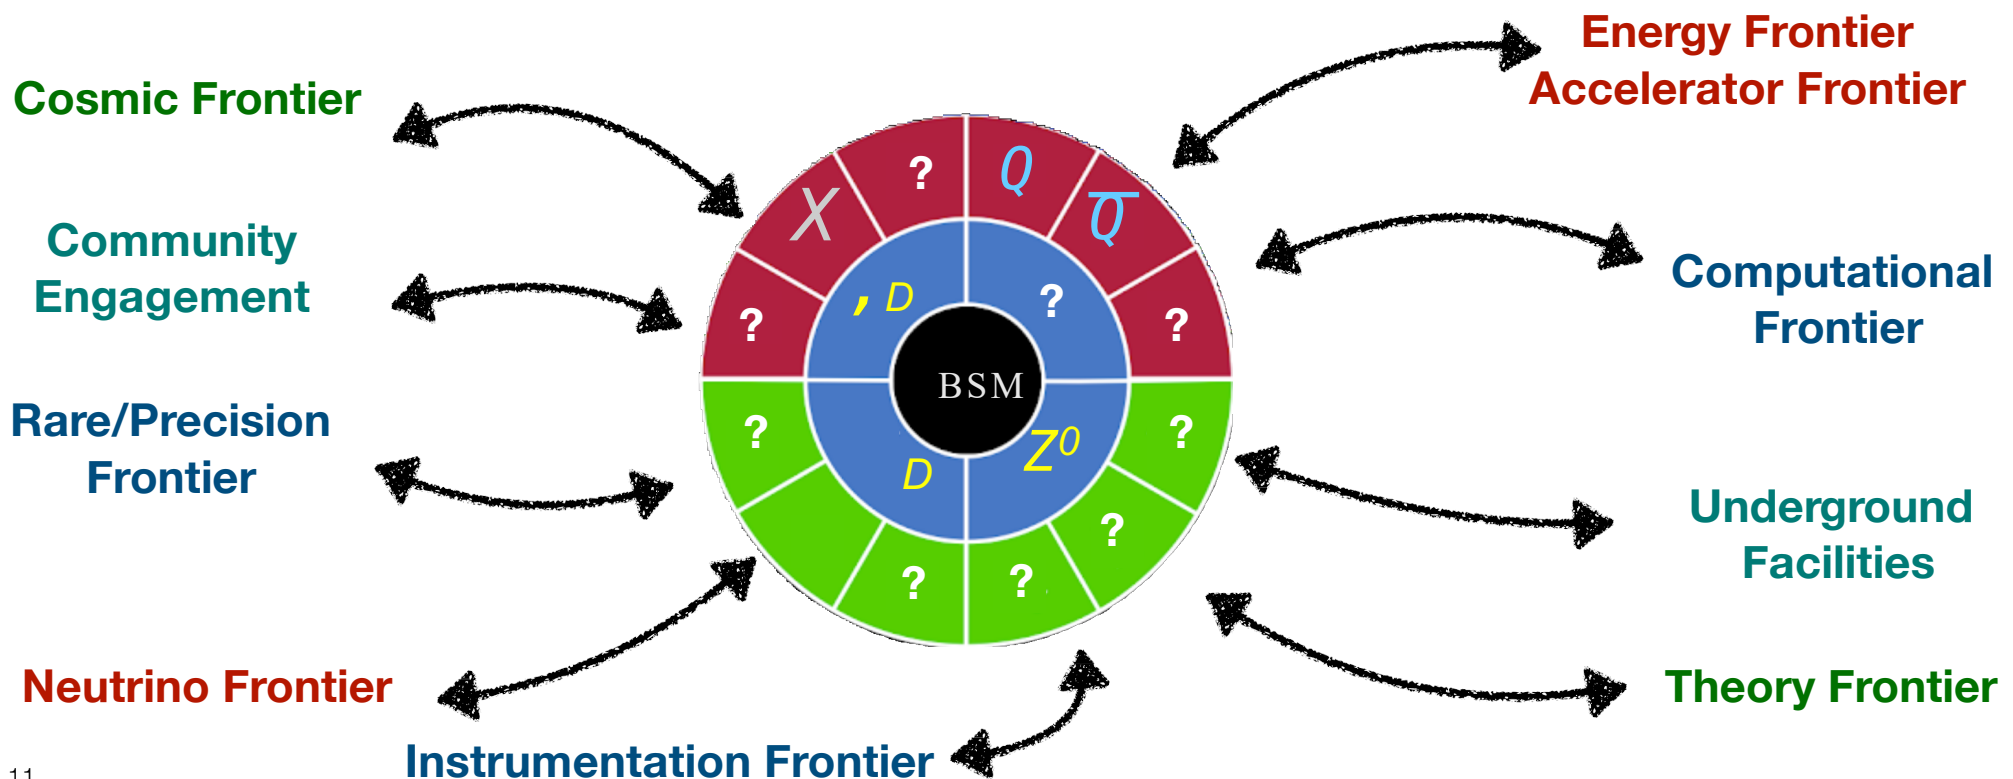 Energy Frontier
Accelerator Frontier
Cosmic Frontier
Community
Engagement
Computational
Frontier
Rare/Precision
Frontier
Underground
Facilities
Neutrino Frontier
Theory Frontier
Instrumentation Frontier
? Q Q̅
X
, D ?
? ?
BSM
? ?
D Z⁰
?
? ?
11